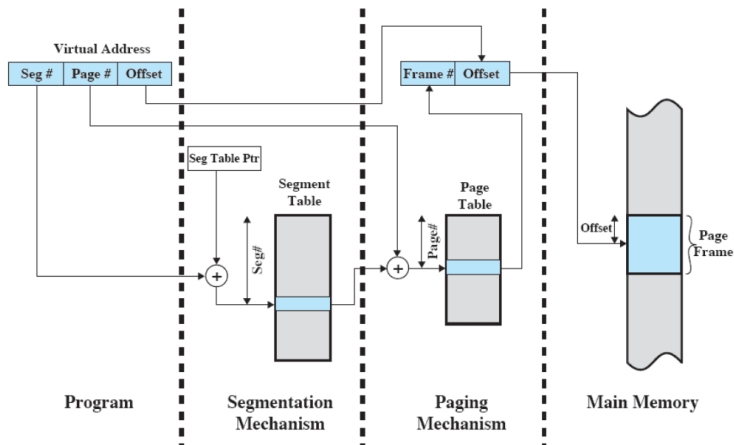 Virtual Address
Seg # Page # Offset
Frame # Offset
Seg Table Ptr
Segment
Table
Seg#
+
Page
Table
Page#
+
Offset
Page
Frame
Program
Segmentation
Mechanism
Paging
Mechanism
Main Memory